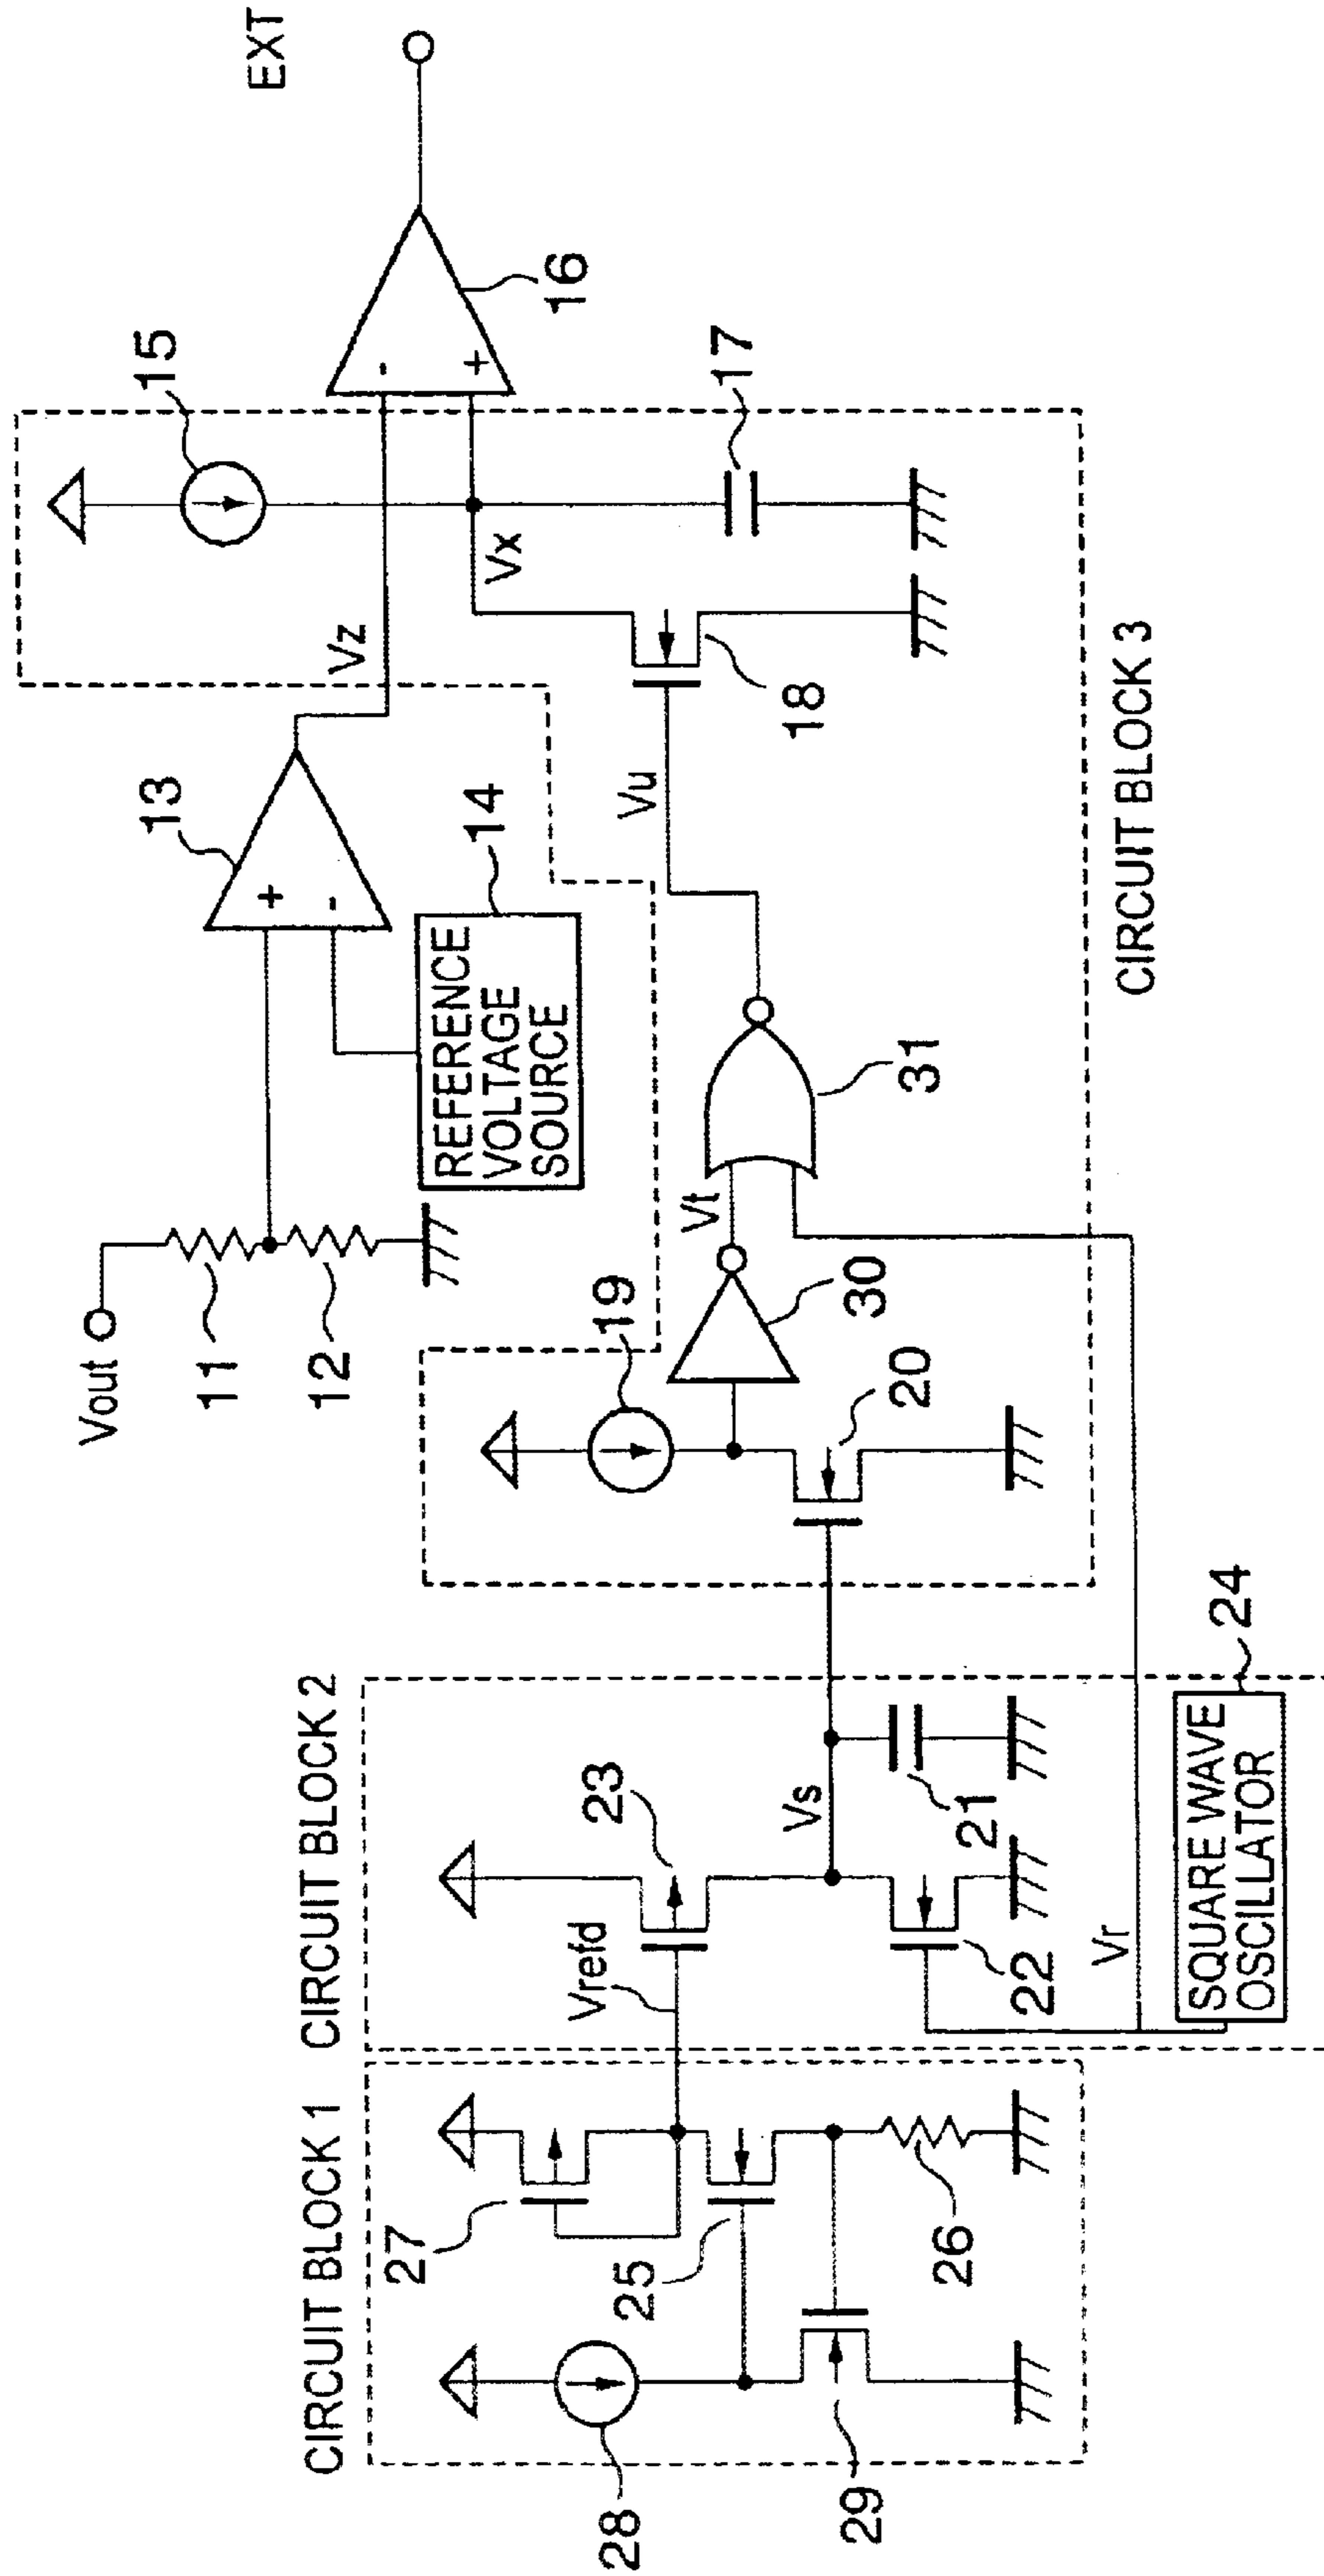 CIRCUIT BLOCK 1
CIRCUIT BLOCK 2
28
27
25
29
26
Vrefd
23
Vs
21
22
Vr
SQUARE WAVE
OSCILLATOR
24
Vout
11
12
19
20
30
Vt
31
REFERENCE
VOLTAGE
SOURCE
14
13
+
-
Vz
Vu
18
Vx
15
17
-
+
16
EXT
CIRCUIT BLOCK 3